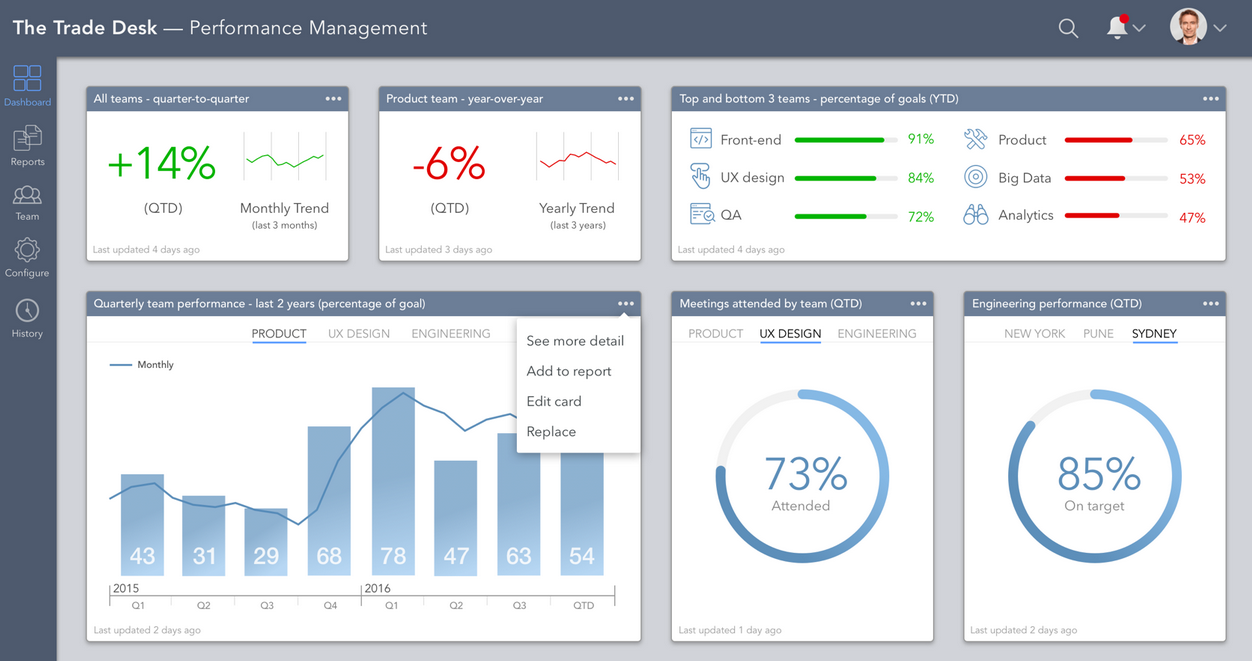 The Trade Desk — Performance Management
Dashboard
Reports
Team
Configure
History
All teams - quarter-to-quarter
+14%
(QTD)
Monthly Trend
(last 3 months)
Last updated 4 days ago
Product team - year-over-year
-6%
(QTD)
Yearly Trend
(last 3 years)
Last updated 3 days ago
Top and bottom 3 teams - percentage of goals (YTD)
Front-end 91%
UX design 84%
QA 72%
Product 65%
Big Data 53%
Analytics 47%
Last updated 4 days ago
Quarterly team performance - last 2 years (percentage of goal)
PRODUCT UX DESIGN ENGINEERING
See more detail
Add to report
Edit card
Replace
Monthly
43 31 29 68 78 47 63 54
2015 2016
Q1 Q2 Q3 Q4 Q1 Q2 Q3 QTD
Last updated 2 days ago
Meetings attended by team (QTD)
PRODUCT UX DESIGN ENGINEERING
73%
Attended
Last updated 1 day ago
Engineering performance (QTD)
NEW YORK PUNE SYDNEY
85%
On target
Last updated 2 days ago